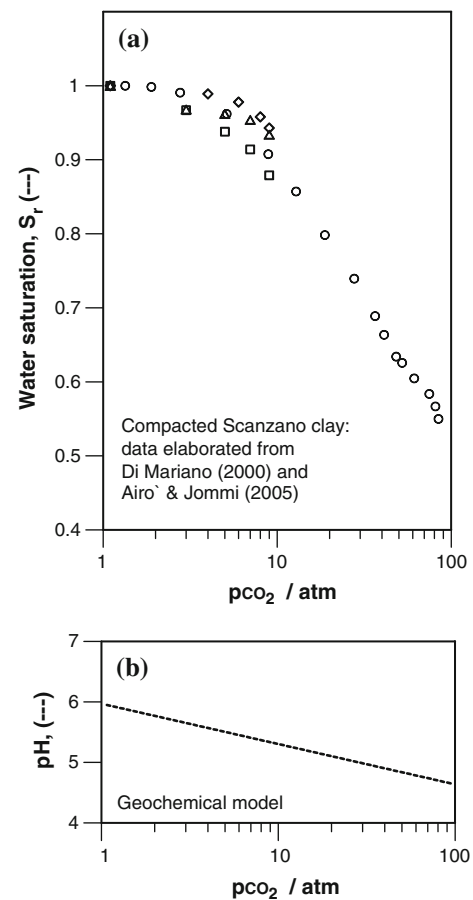 (a)
Water saturation, Sᵣ (---)
1
0.9
0.8
0.7
0.6
0.5
0.4
Compacted Scanzano clay:
data elaborated from
Di Mariano (2000) and
Airo` & Jommi (2005)
1
10
100
pco₂ / atm
(b)
pH, (---)
7
6
5
4
Geochemical model
1
10
100
pco₂ / atm